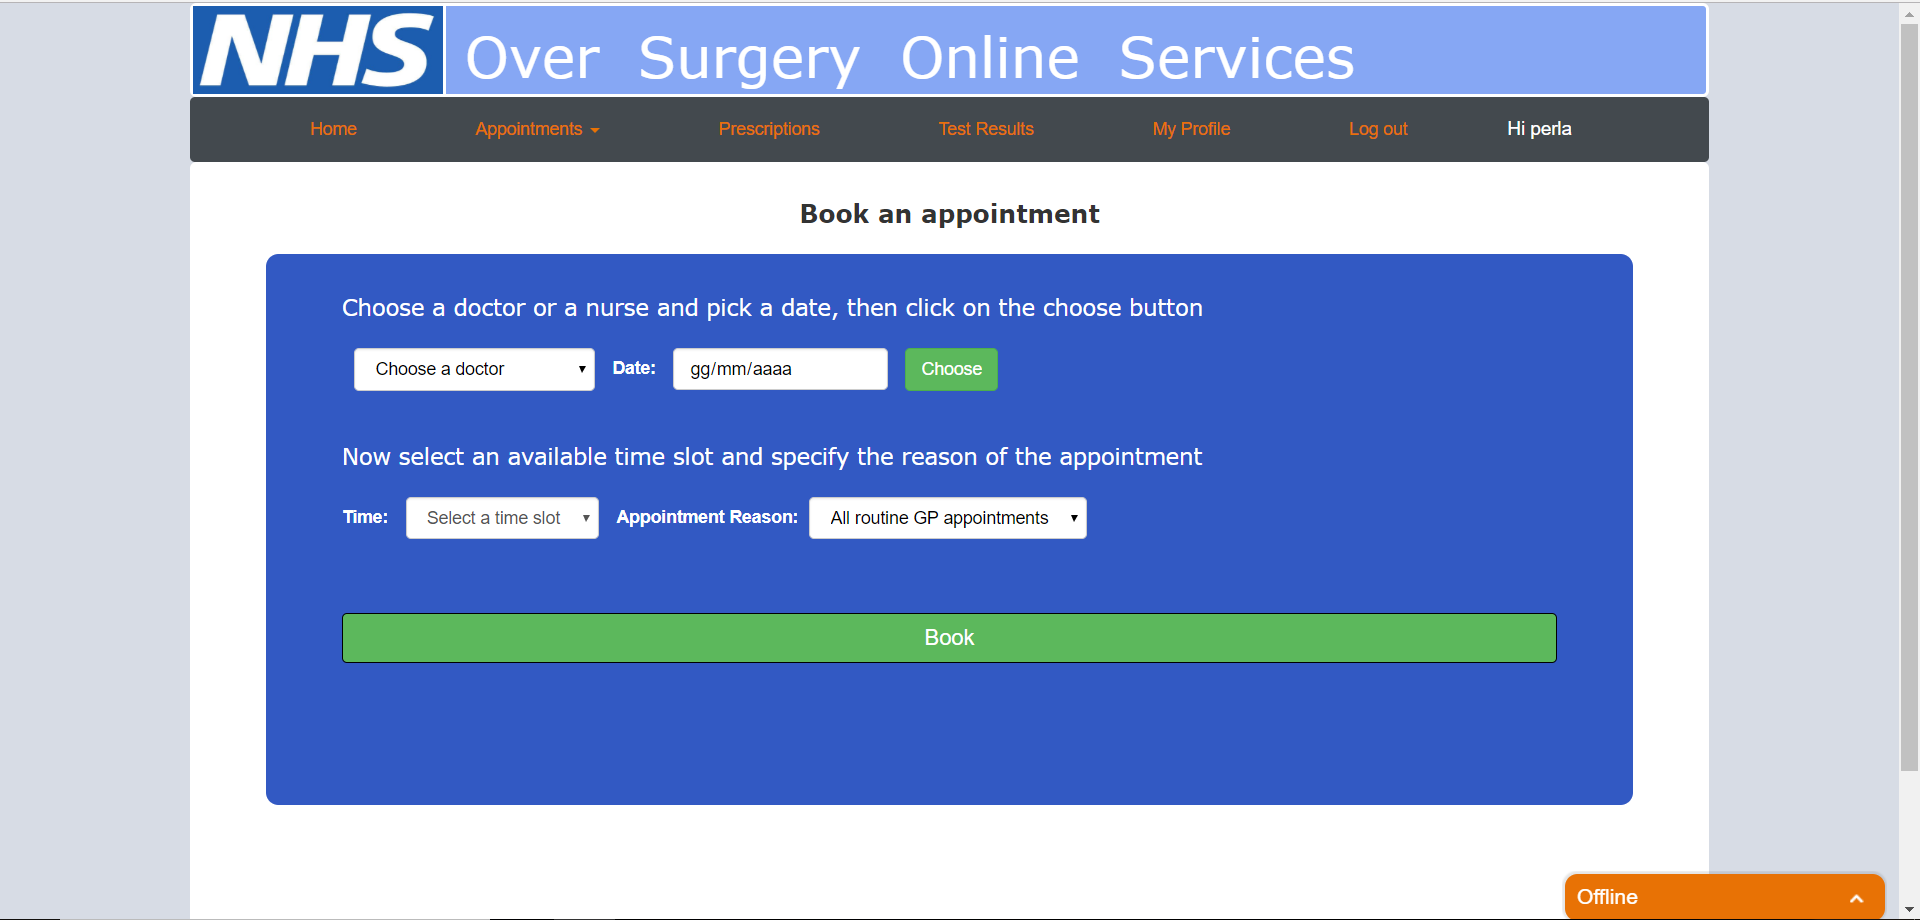 NHS Over Surgery Online Services
Home Appointments Prescriptions Test Results My Profile Log out Hi perla
Book an appointment
Choose a doctor or a nurse and pick a date, then click on the choose button
Choose a doctor Date: gg/mm/aaaa Choose
Now select an available time slot and specify the reason of the appointment
Time: Select a time slot Appointment Reason: All routine GP appointments
Book
Offline